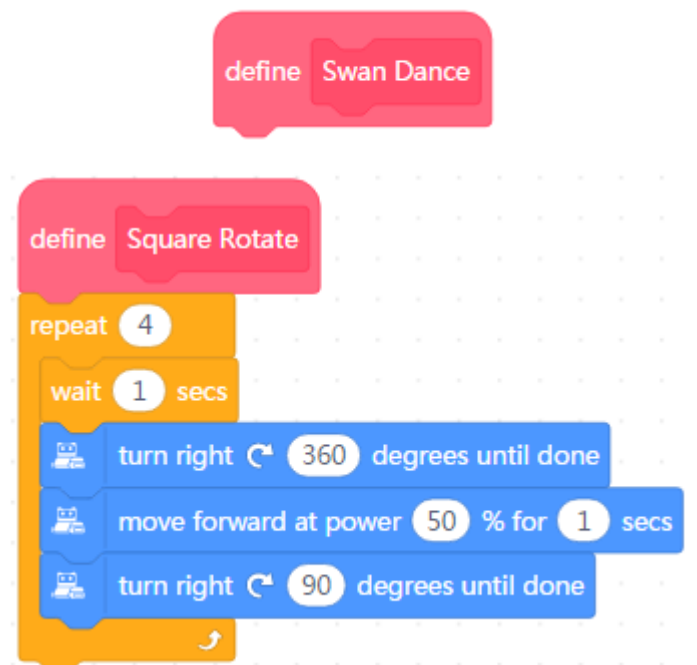 define Swan Dance
define Square Rotate
repeat 4
wait 1 secs
turn right 360 degrees until done
move forward at power 50 % for 1 secs
turn right 90 degrees until done